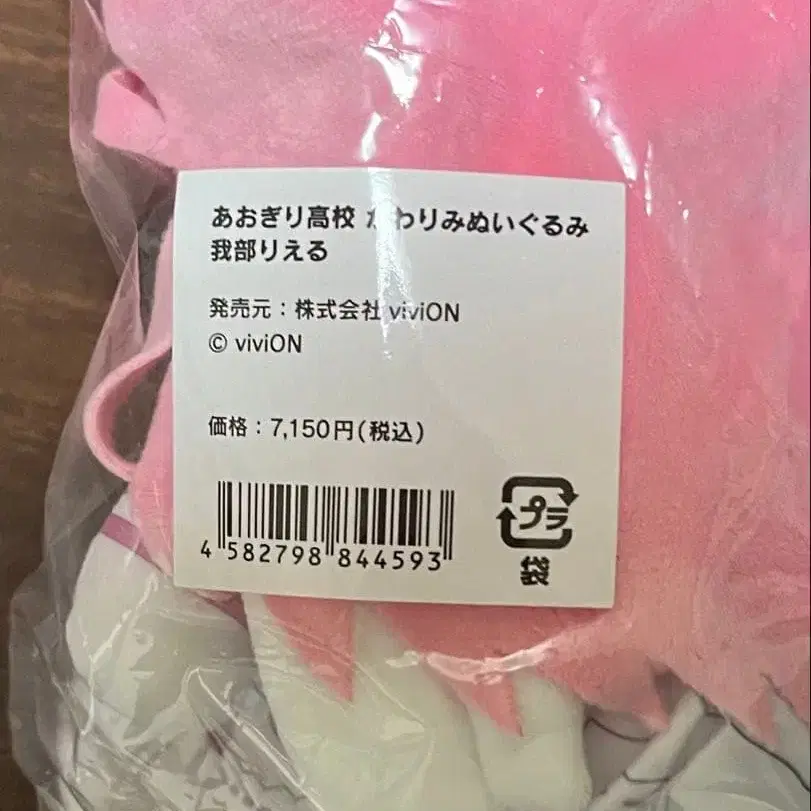 あおぎり高校 かわりみぬいぐるみ
我部りえる
発売元：株式会社 viviON
© viviON
価格：7,150円(税込)
4 582798 844593
プラ
袋